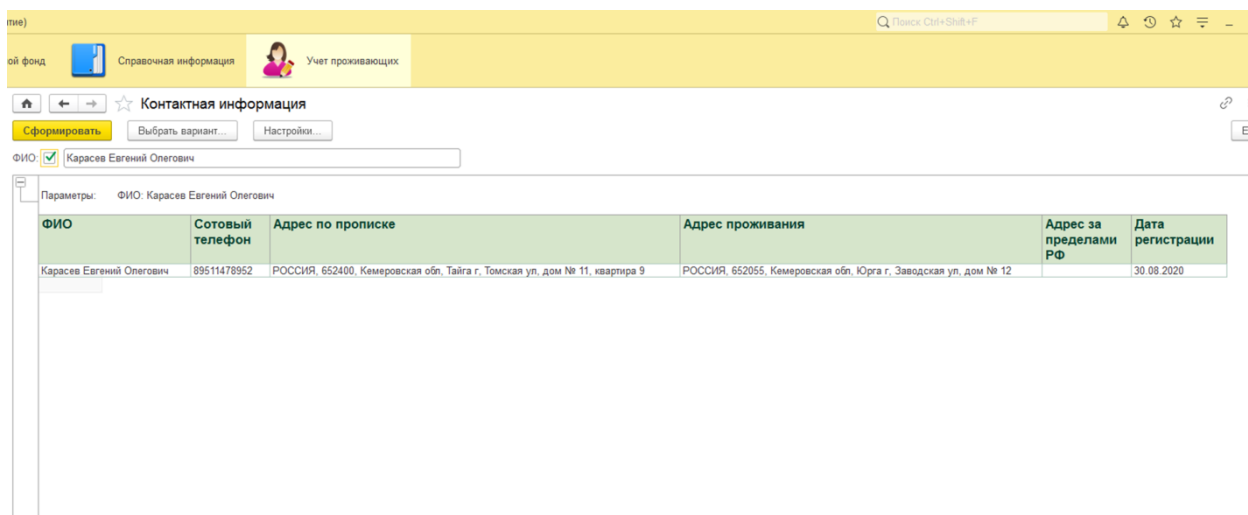 тие)
Поиск Ctrl+Shift+F
ой фонд
Справочная информация
Учет проживающих
Контактная информация
Сформировать
Выбрать вариант...
Настройки...
Е
ФИО:
Карасев Евгений Олегович
Параметры: ФИО: Карасев Евгений Олегович
ФИО
Сотовый
телефон
Адрес по прописке
Адрес проживания
Адрес за
пределами
РФ
Дата
регистрации
Карасев Евгений Олегович
89511478952
РОССИЯ, 652400, Кемеровская обл, Тайга г, Томская ул, дом № 11, квартира 9
РОССИЯ, 652055, Кемеровская обл, Юрга г, Заводская ул, дом № 12
30.08.2020